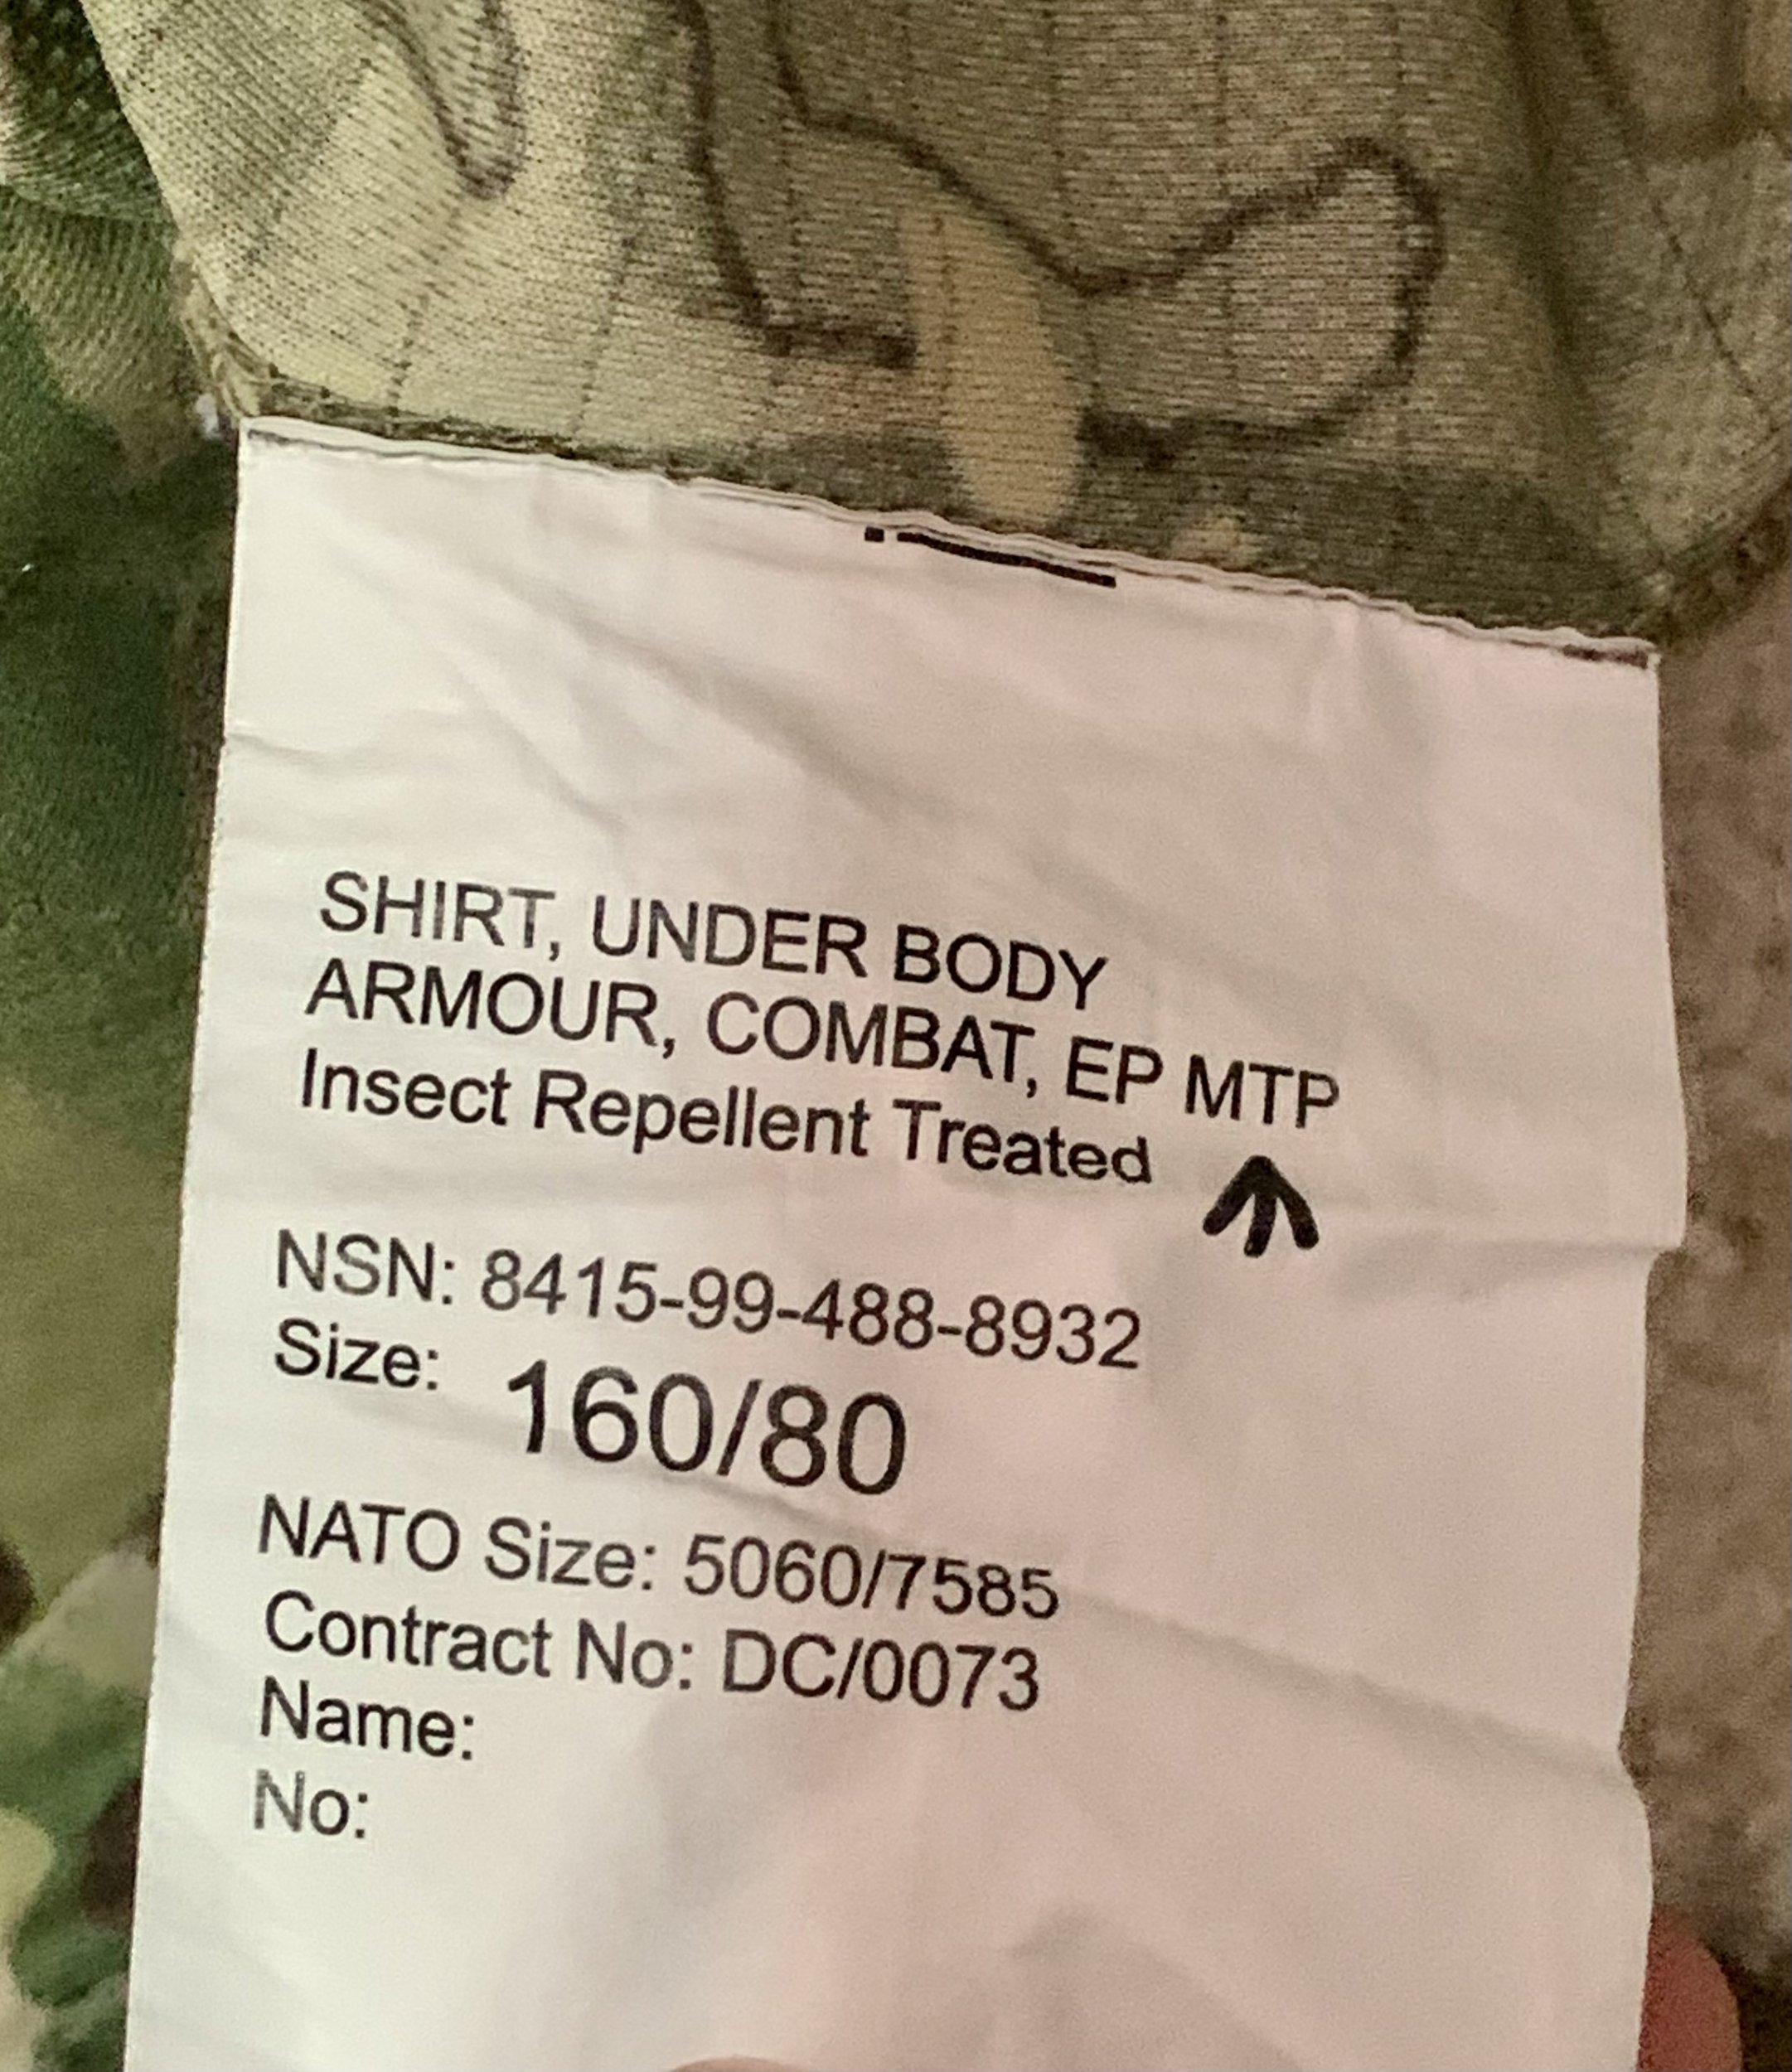 SHIRT, UNDER BODY
ARMOUR, COMBAT, EP MTP
Insect Repellent Treated
NSN: 8415-99-488-8932
Size: 160/80
NATO Size: 5060/7585
Contract No: DC/0073
Name:
No: